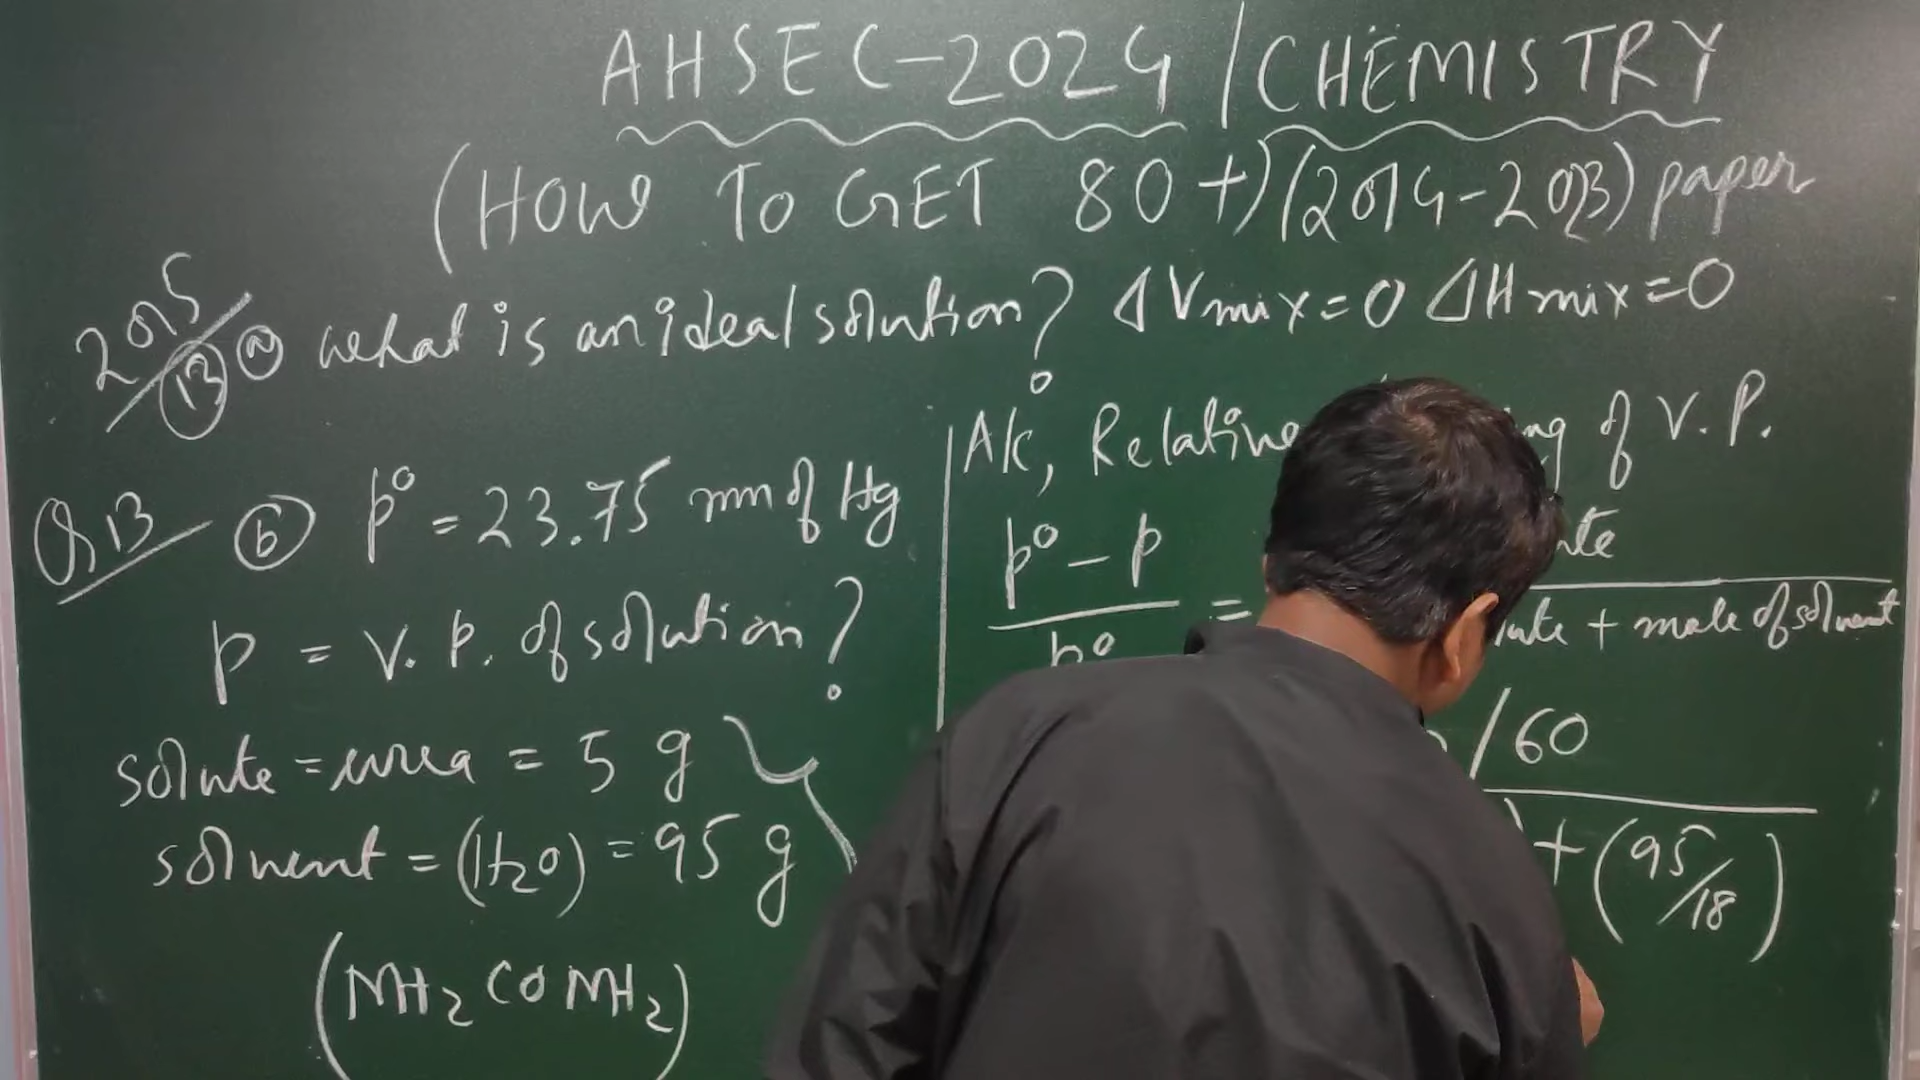 AHSEC-2024/CHEMISTRY
(HOW TO GET 80+)(2014-2023) paper
2015
13 (a) what is an ideal solution? ΔVmix=0 ΔHmix=0
Q13 (b) p° = 23.75 mm of Hg
p = v.p. of solution?
solute = urea = 5 g
solvent = (H2O) = 95 g
(NH2CONH2)
A/c, Relative of V.P.
p° - p
=
p°
+ mole of solvent
/60
+ (95/18)